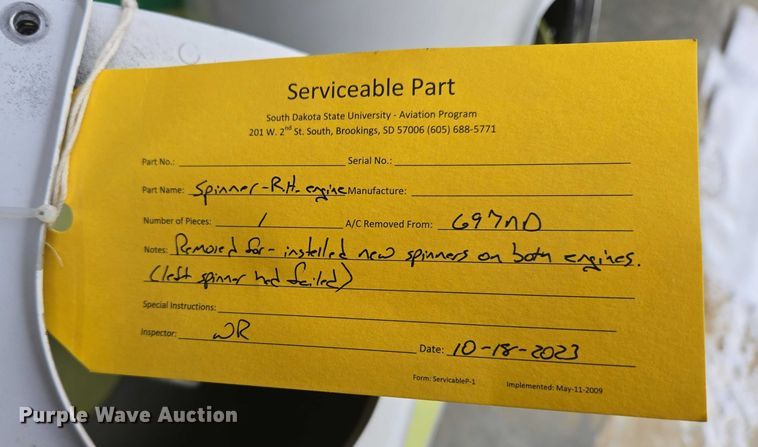 Serviceable Part
South Dakota State University - Aviation Program
201 W. 2nd St. South, Brookings, SD 57006 (605) 688-5771
Part No.: Serial No.:
Part Name: Spinner-R.H. engine Manufacture:
Number of Pieces: 1 A/C Removed From: 697MD
Notes: Removed for - installed new spinners on both engines.
(left spinner had failed)
Special Instructions:
Inspector: WR
Date: 10-18-2023
Form: ServicableP-1 Implemented: May-11-2009
Purple Wave Auction